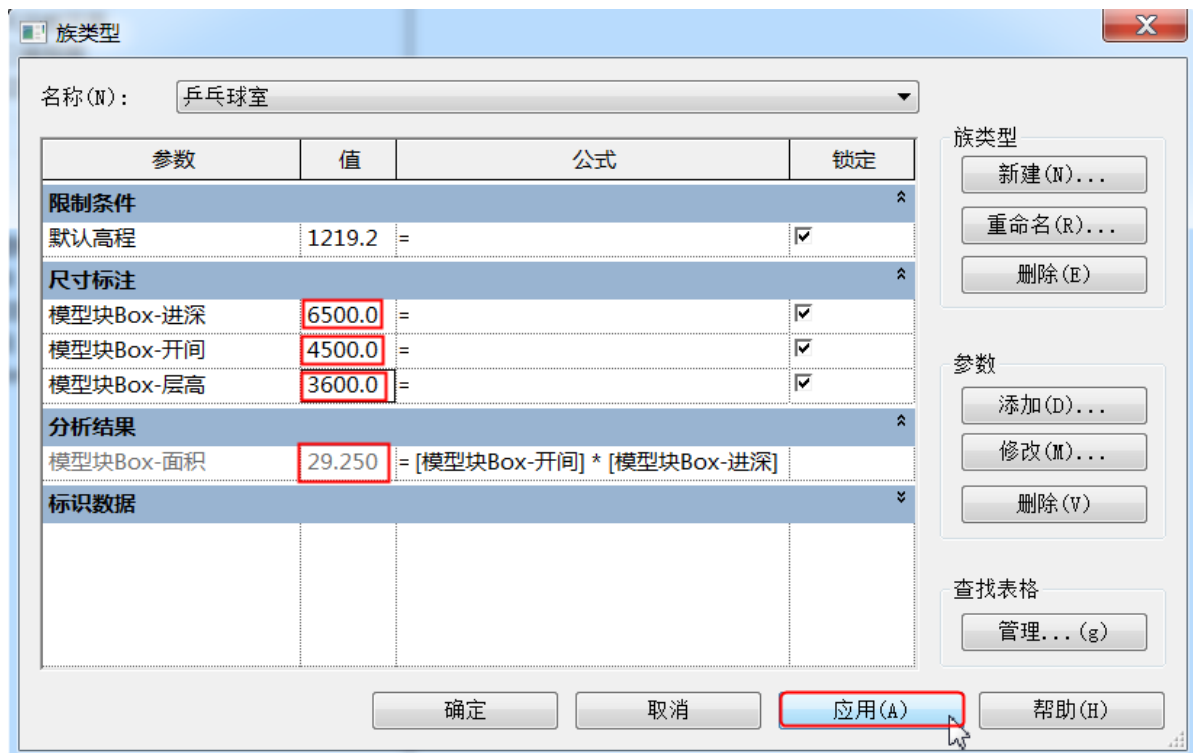 族类型
名称(N): 乒乓球室
参数 值 公式 锁定
限制条件
默认高程 1219.2 =
尺寸标注
模型块Box-进深 6500.0 =
模型块Box-开间 4500.0 =
模型块Box-层高 3600.0 =
分析结果
模型块Box-面积 29.250 = [模型块Box-开间] * [模型块Box-进深]
标识数据
族类型
新建(N)...
重命名(R)...
删除(E)
参数
添加(D)...
修改(M)...
删除(V)
查找表格
管理...(g)
确定 取消 应用(A) 帮助(H)